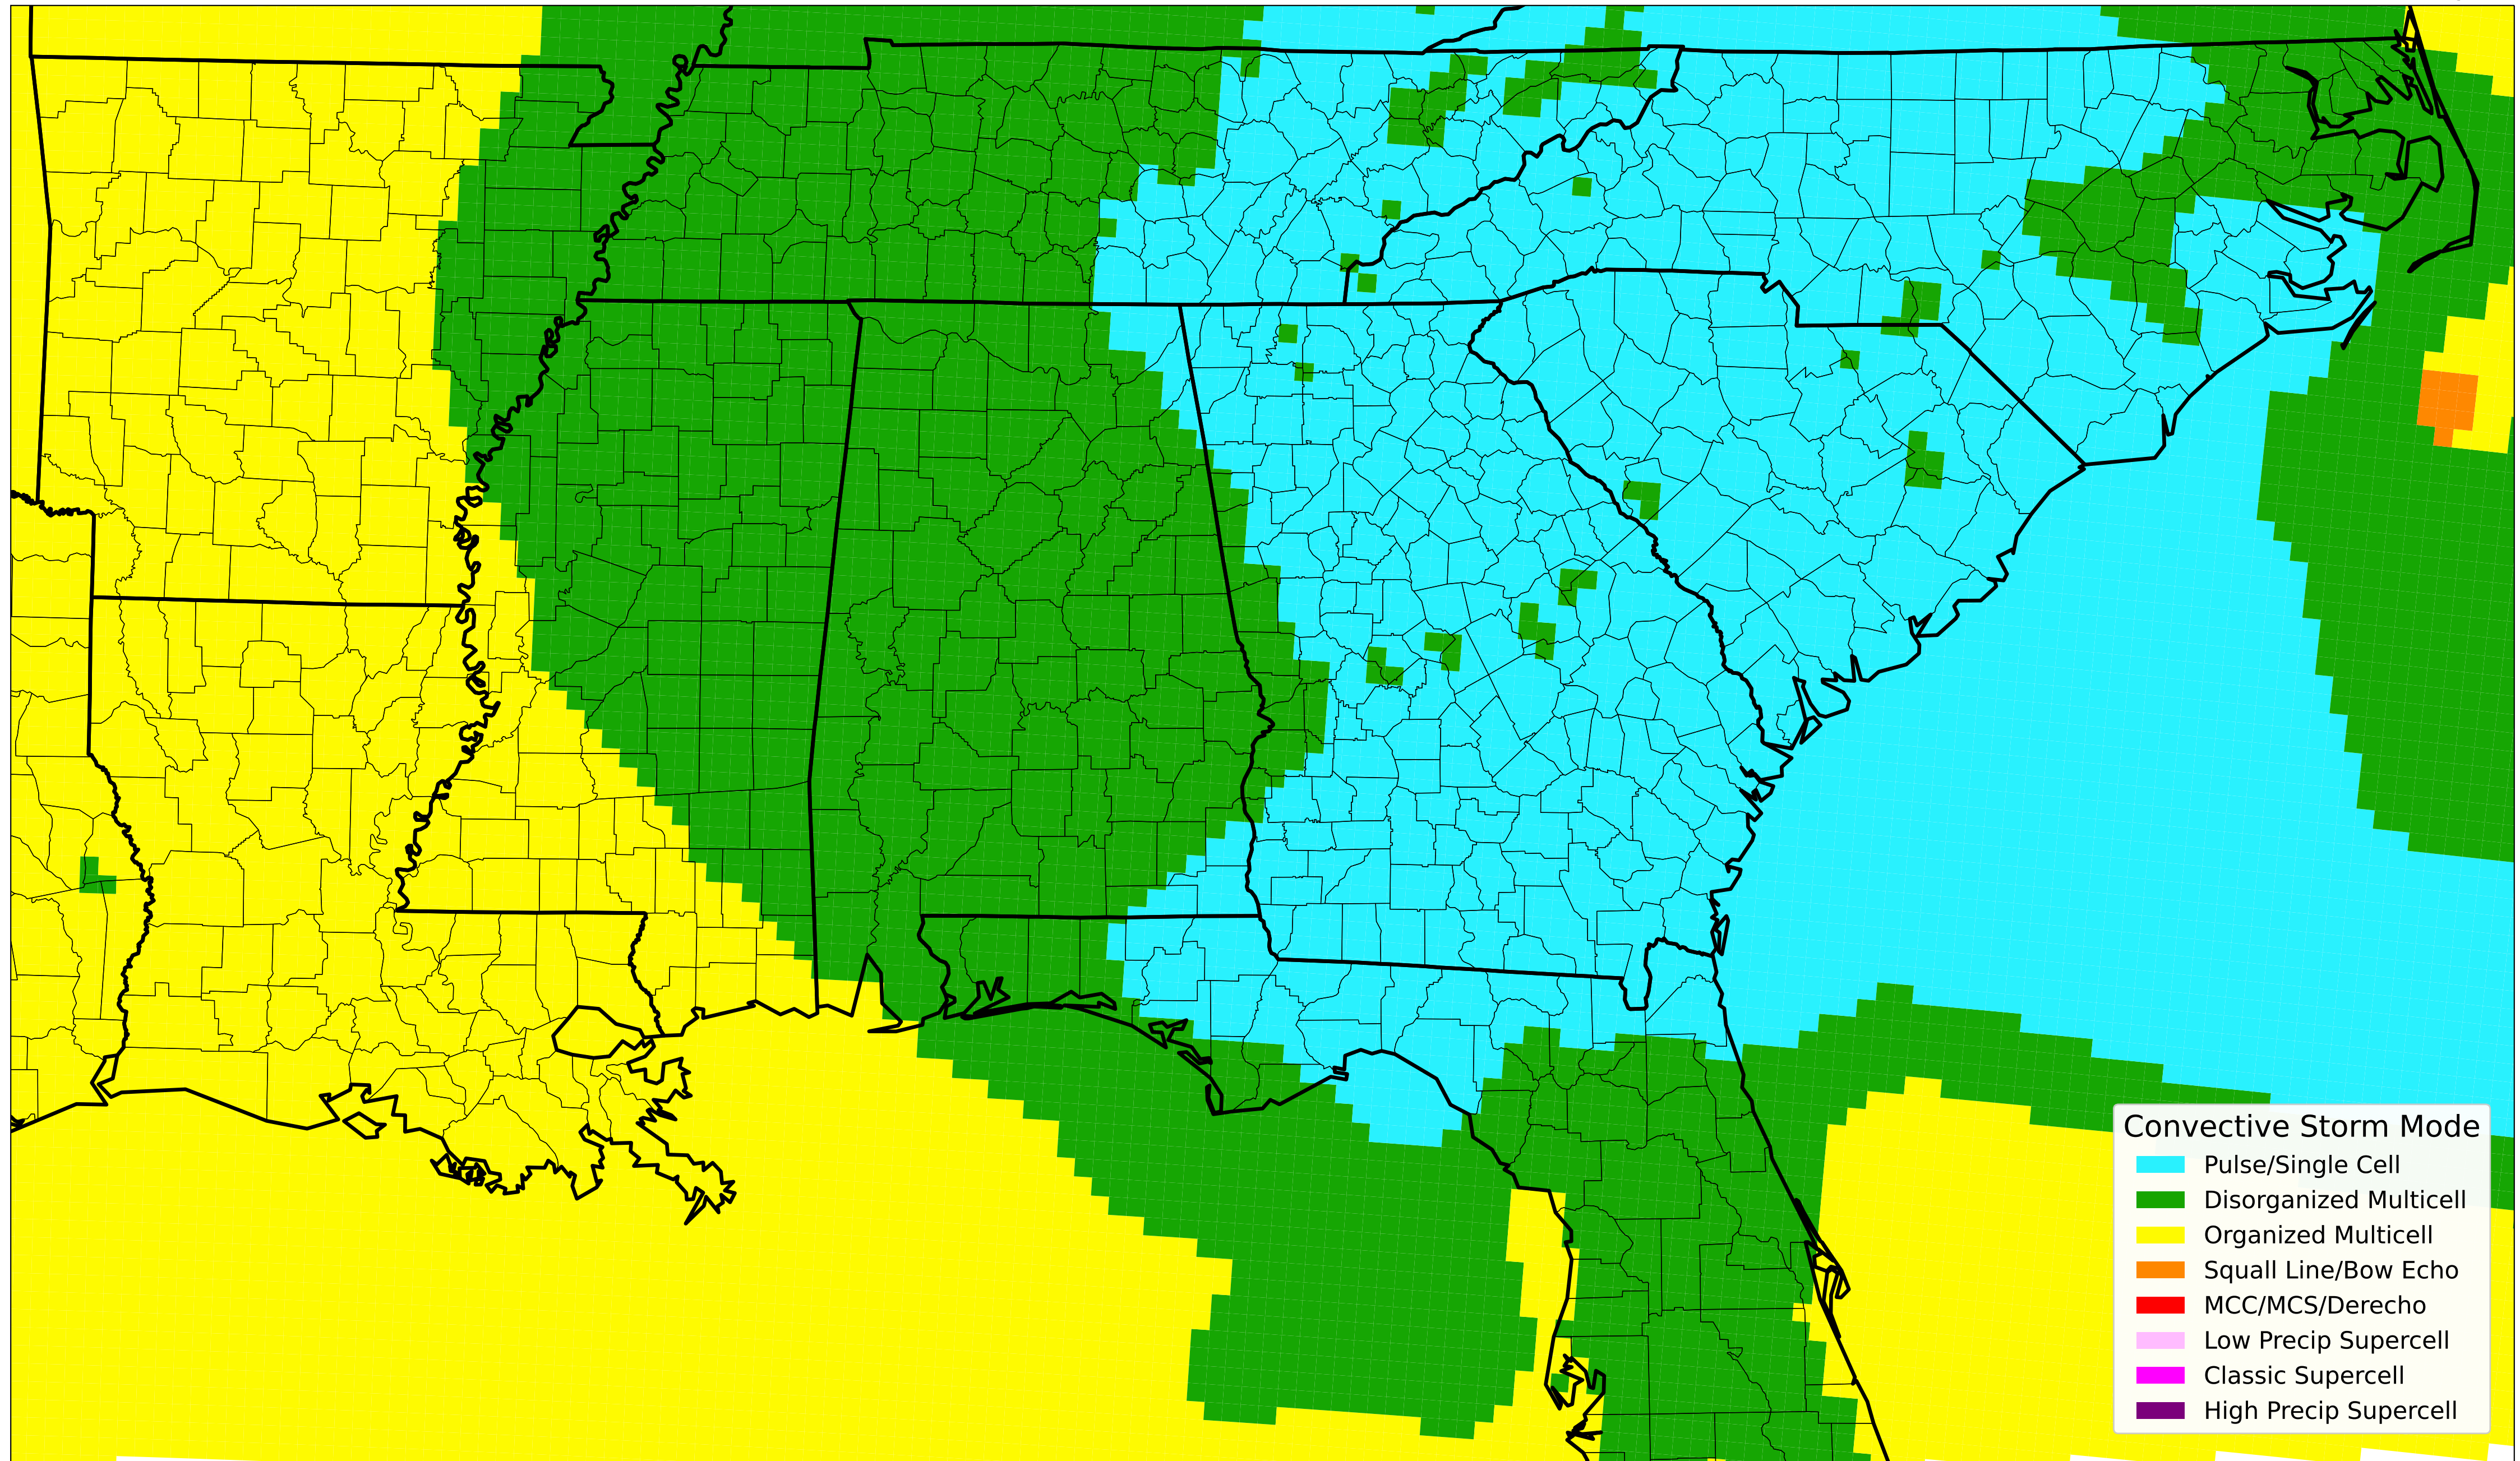 Convective Storm Mode
Pulse/Single Cell
Disorganized Multicell
Organized Multicell
Squall Line/Bow Echo
MCC/MCS/Derecho
Low Precip Supercell
Classic Supercell
High Precip Supercell